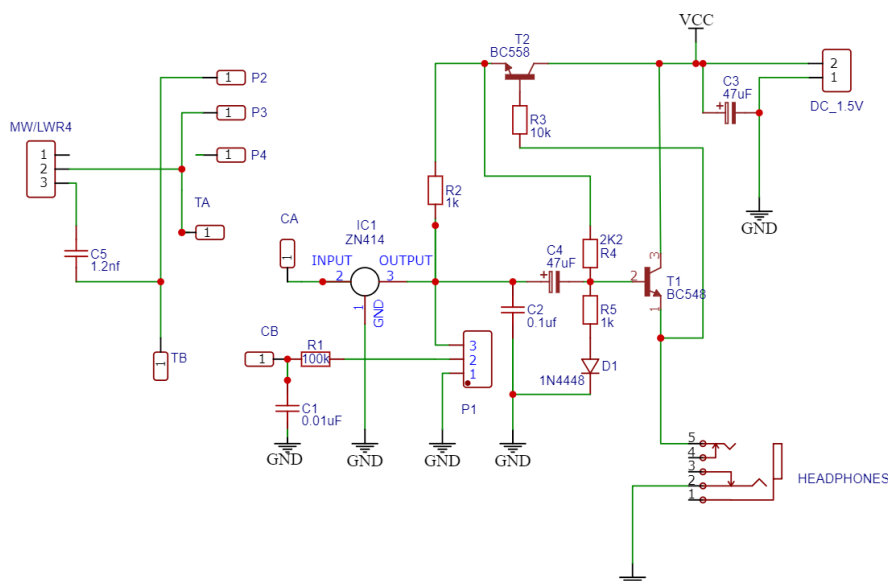 VCC
T2
BC558
2
1
C3
47uF
+
DC_1.5V
1
P2
1
P3
R3
10k
MW/LWR4
1
2
3
1
P4
GND
TA
1
R2
1k
CA
1
IC1
ZN414
INPUT
2
OUTPUT
3
1
GND
C4
47uF
+
2K2
R4
3
2
T1
BC548
1
C5
1.2nf
C2
0.1uf
R5
1k
CB
1
R1
100k
3
2
1
P1
D1
1N4448
TB
1
C1
0.01uF
GND
GND
GND
GND
5
4
3
2
1
HEADPHONES